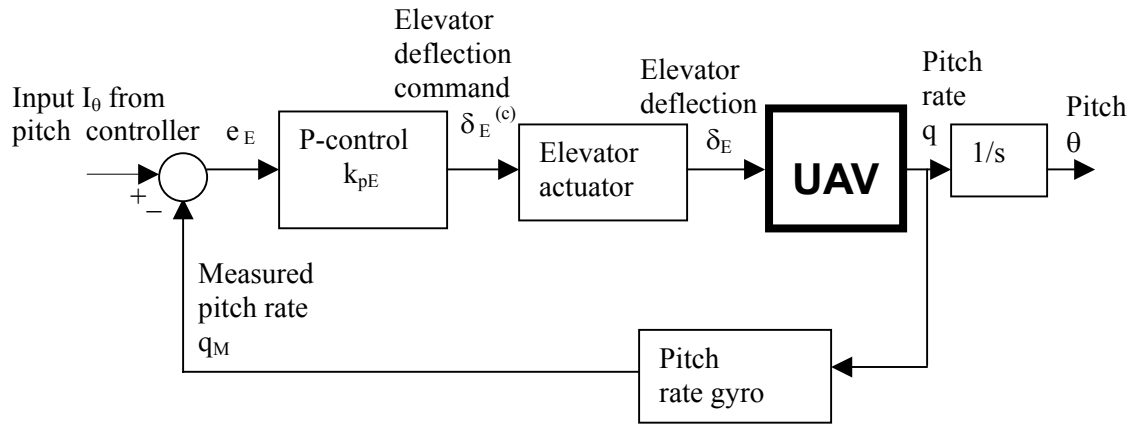 Elevator
deflection
command
δ_E^(c)
Input I_θ from
pitch controller
+
−
e_E
P-control
k_pE
Elevator
actuator
Elevator
deflection
δ_E
UAV
Pitch
rate
q
1/s
Pitch
θ
Measured
pitch rate
q_M
Pitch
rate gyro